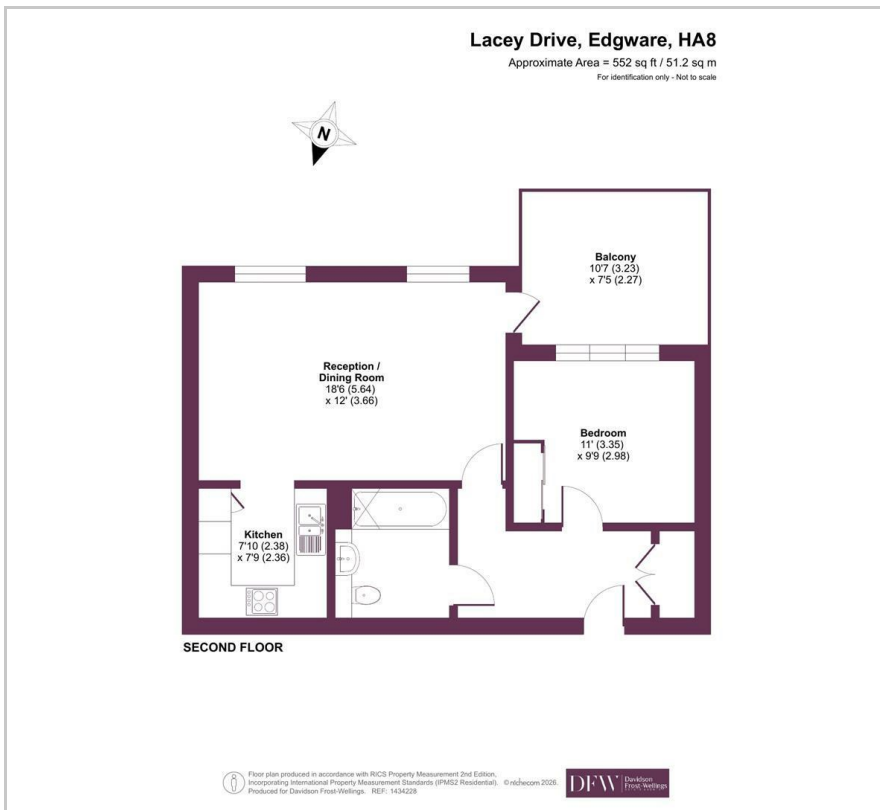 Lacey Drive, Edgware, HA8
Approximate Area = 552 sq ft / 51.2 sq m
For identification only - Not to scale
N
Balcony
10'7 (3.23)
x 7'5 (2.27)
Reception /
Dining Room
18'6 (5.64)
x 12' (3.66)
Bedroom
11' (3.35)
x 9'9 (2.98)
Kitchen
7'10 (2.38)
x 7'9 (2.36)
SECOND FLOOR
Floor plan produced in accordance with RICS Property Measurement 2nd Edition,
Incorporating International Property Measurement Standards (IPMS2 Residential). ©nichecom 2026.
Produced for Davidson Frost-Wellings. REF: 1434228
DFW
Davidson
Frost-Wellings